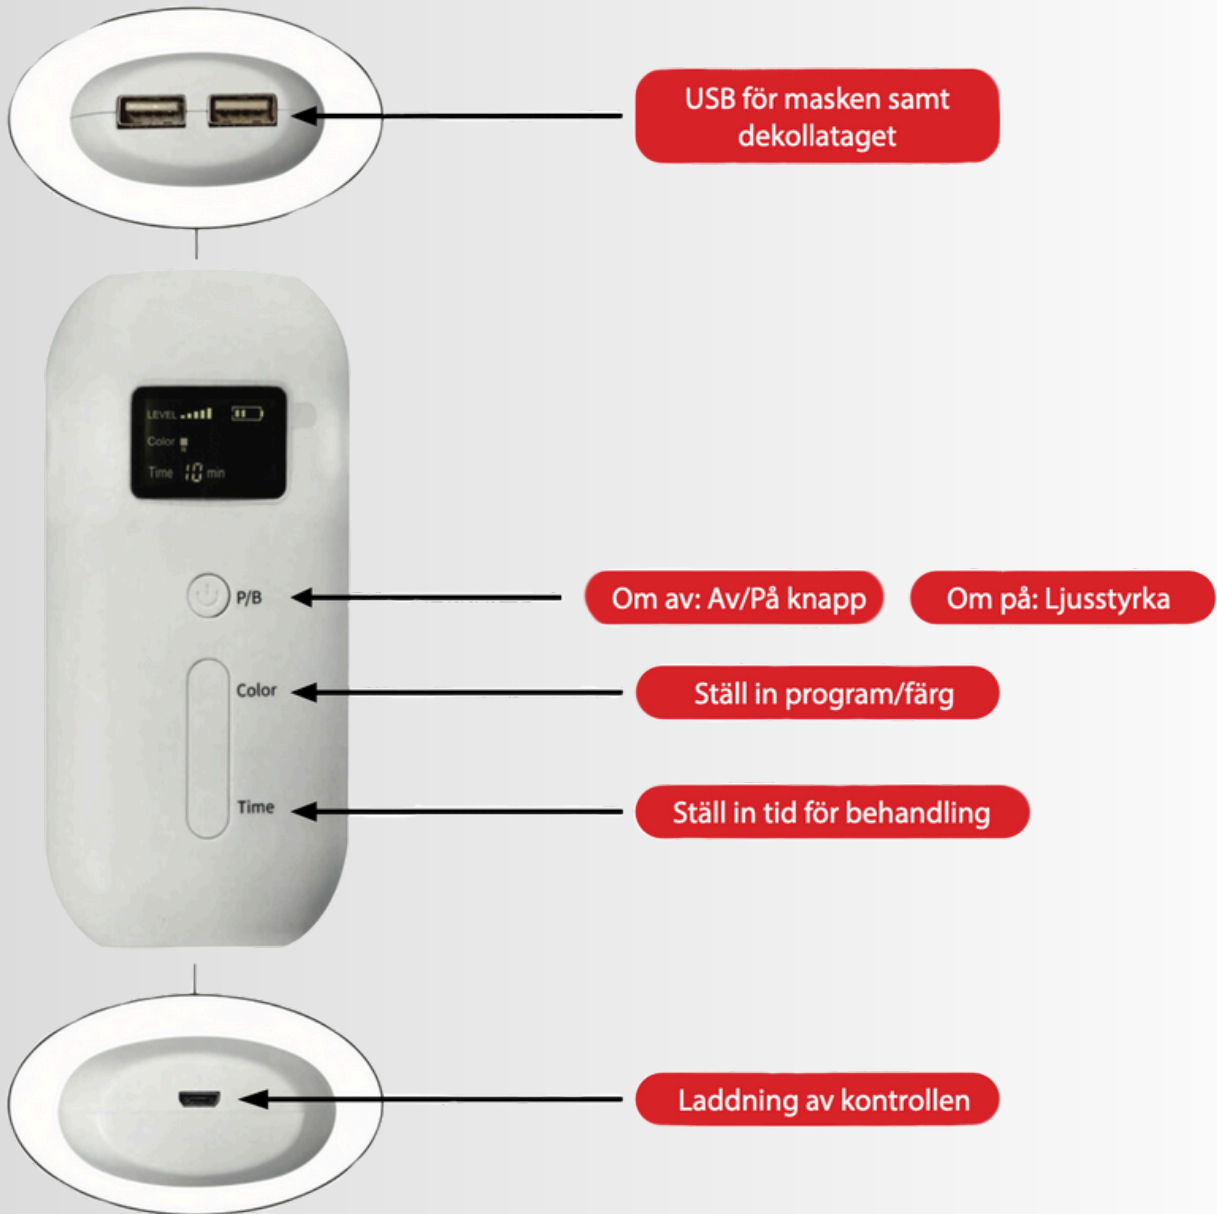 USB för masken samt
dekollataget
LEVEL
Color
Time 10 min
P/B
Om av: Av/På knapp
Om på: Ljusstyrka
Color
Ställ in program/färg
Time
Ställ in tid för behandling
Laddning av kontrollen